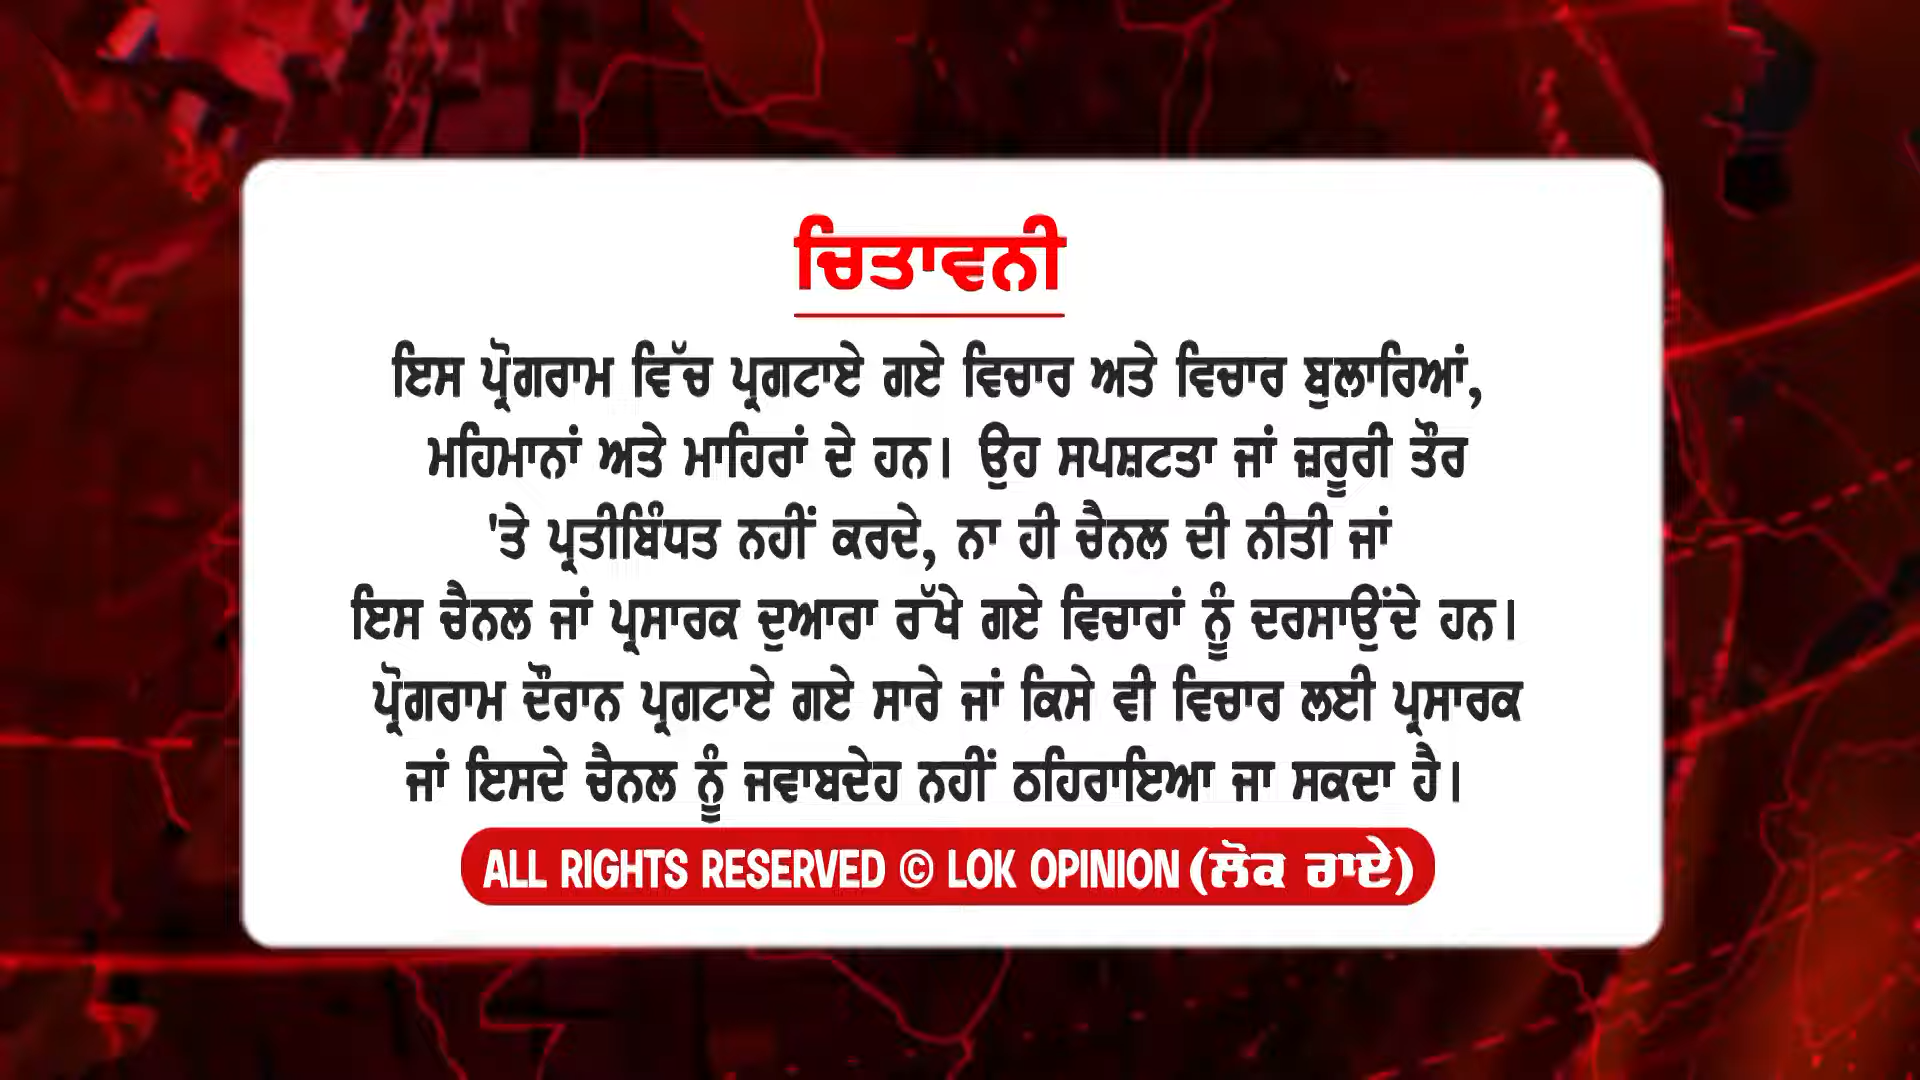 ਚਿਤਾਵਨੀ
ਇਸ ਪ੍ਰੋਗਰਾਮ ਵਿੱਚ ਪ੍ਰਗਟਾਏ ਗਏ ਵਿਚਾਰ ਅਤੇ ਵਿਚਾਰ ਬੁਲਾਰਿਆਂ,
ਮਹਿਮਾਨਾਂ ਅਤੇ ਮਾਹਿਰਾਂ ਦੇ ਹਨ। ਉਹ ਸਪਸ਼ਟਤਾ ਜਾਂ ਜ਼ਰੂਰੀ ਤੌਰ
'ਤੇ ਪ੍ਰਤੀਬਿੰਧਤ ਨਹੀਂ ਕਰਦੇ, ਨਾ ਹੀ ਚੈਨਲ ਦੀ ਨੀਤੀ ਜਾਂ
ਇਸ ਚੈਨਲ ਜਾਂ ਪ੍ਰਸਾਰਕ ਦੁਆਰਾ ਰੱਖੇ ਗਏ ਵਿਚਾਰਾਂ ਨੂੰ ਦਰਸਾਉਂਦੇ ਹਨ।
ਪ੍ਰੋਗਰਾਮ ਦੌਰਾਨ ਪ੍ਰਗਟਾਏ ਗਏ ਸਾਰੇ ਜਾਂ ਕਿਸੇ ਵੀ ਵਿਚਾਰ ਲਈ ਪ੍ਰਸਾਰਕ
ਜਾਂ ਇਸਦੇ ਚੈਨਲ ਨੂੰ ਜਵਾਬਦੇਹ ਨਹੀਂ ਠਹਿਰਾਇਆ ਜਾ ਸਕਦਾ ਹੈ।
ALL RIGHTS RESERVED © LOK OPINION (ਲੋਕ ਰਾਏ)